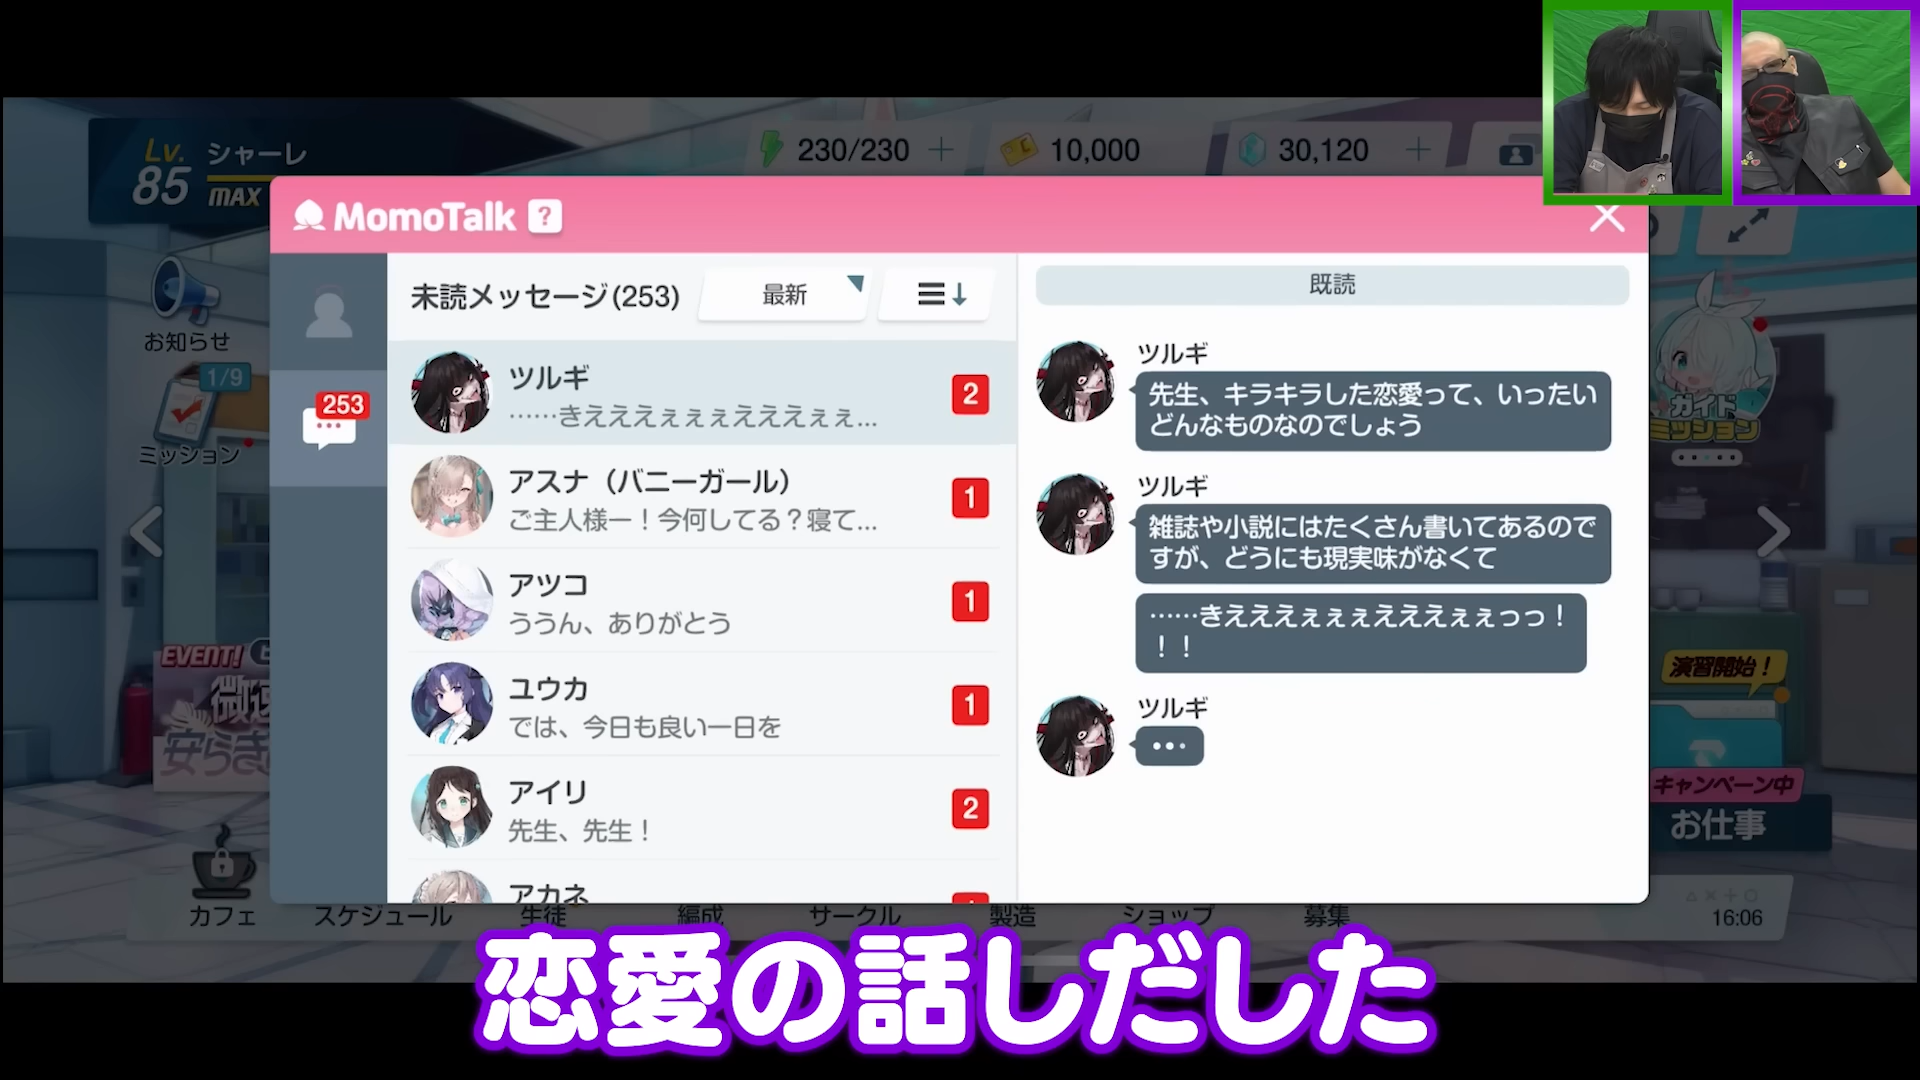 Lv. シャーレ
85 MAX
230/230
10,000
30,120
MomoTalk ?
お知らせ
1/9
ミッション
253
未読メッセージ(253)
最新
ツルギ
……きえええぇぇぇえええぇぇ...
2
アスナ（バニーガール）
ご主人様ー！今何してる？寝て...
1
アツコ
ううん、ありがとう
1
ユウカ
では、今日も良い一日を
1
アイリ
先生、先生！
2
アカネ
既読
ツルギ
先生、キラキラした恋愛って、いったい
どんなものなのでしょう
ツルギ
雑誌や小説にはたくさん書いてあるので
すが、どうにも現実味がなくて
……きえええぇぇぇえええぇぇっっ！
！！
ツルギ
•••
ガイド
ミッション
EVENT!
演習開始！
キャンペーン中
お仕事
カフェ
スケジュール
生徒
編成
サークル
製造
ショップ
募集
16:06
恋愛の話しだした